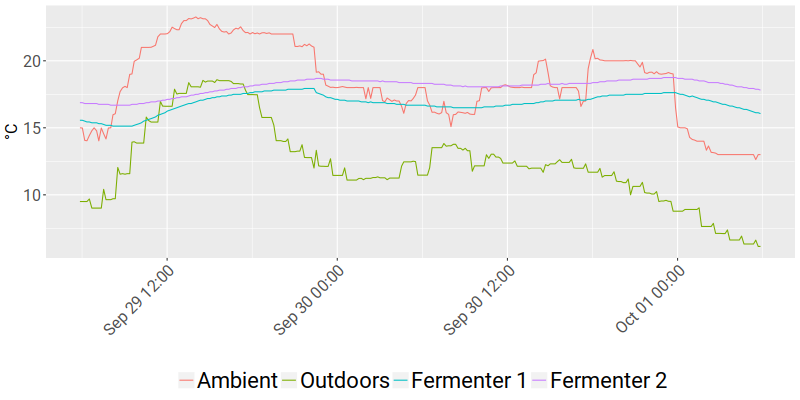 °C
20
15
10
Sep 29 12:00
Sep 30 00:00
Sep 30 12:00
Oct 01 00:00
Ambient Outdoors Fermenter 1 Fermenter 2